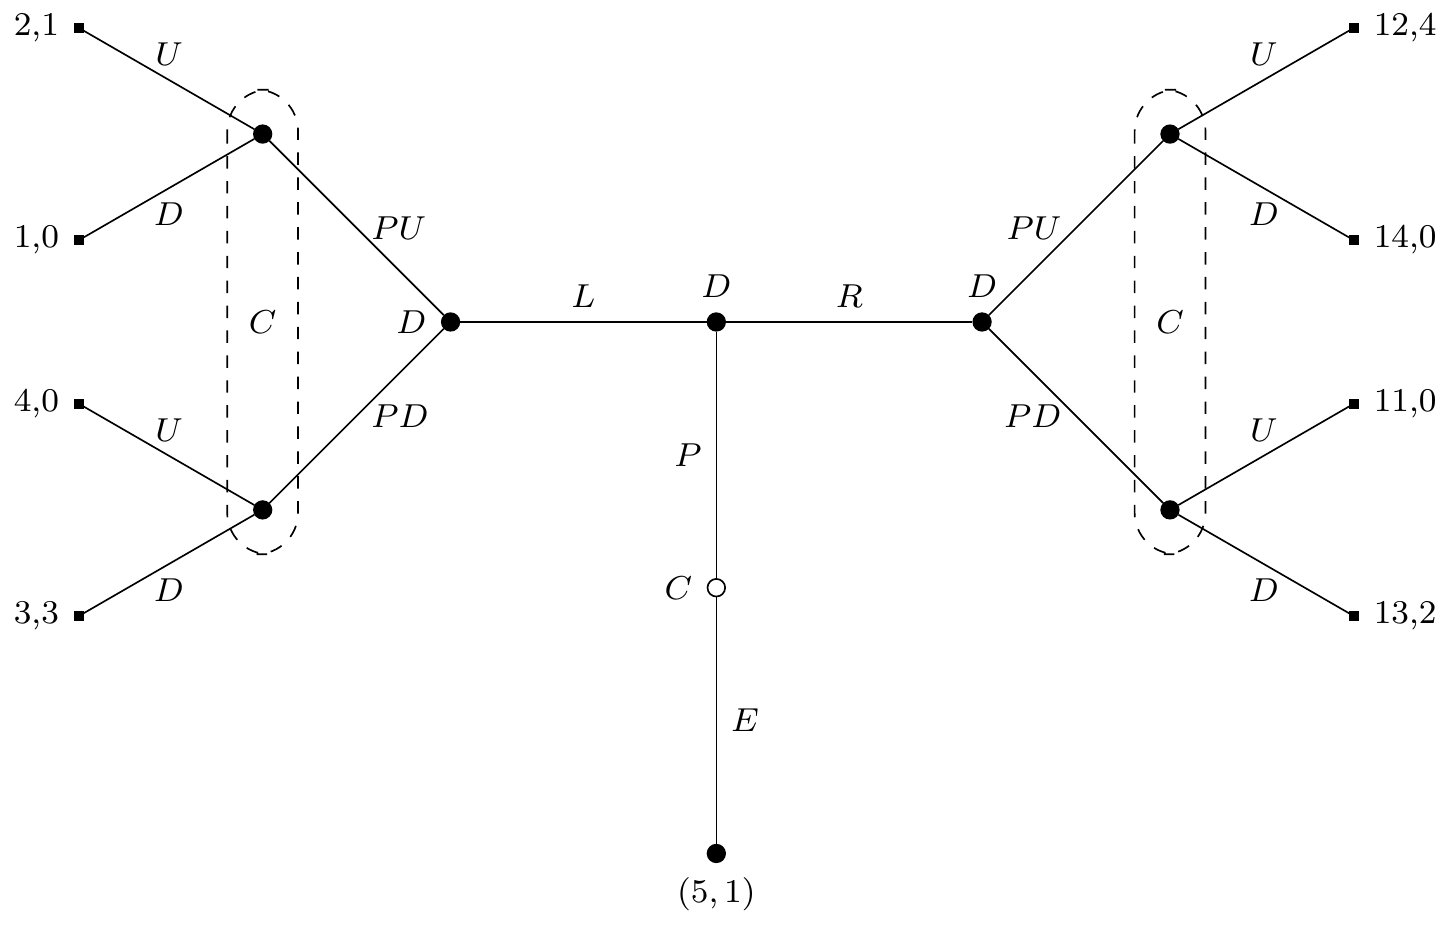 2,1
U
12,4
U
D
1,0
PU
PU
D
14,0
L
D
R
D
C
D
C
4,0
U
PD
PD
U
11,0
P
3,3
D
C
D
13,2
E
(5, 1)